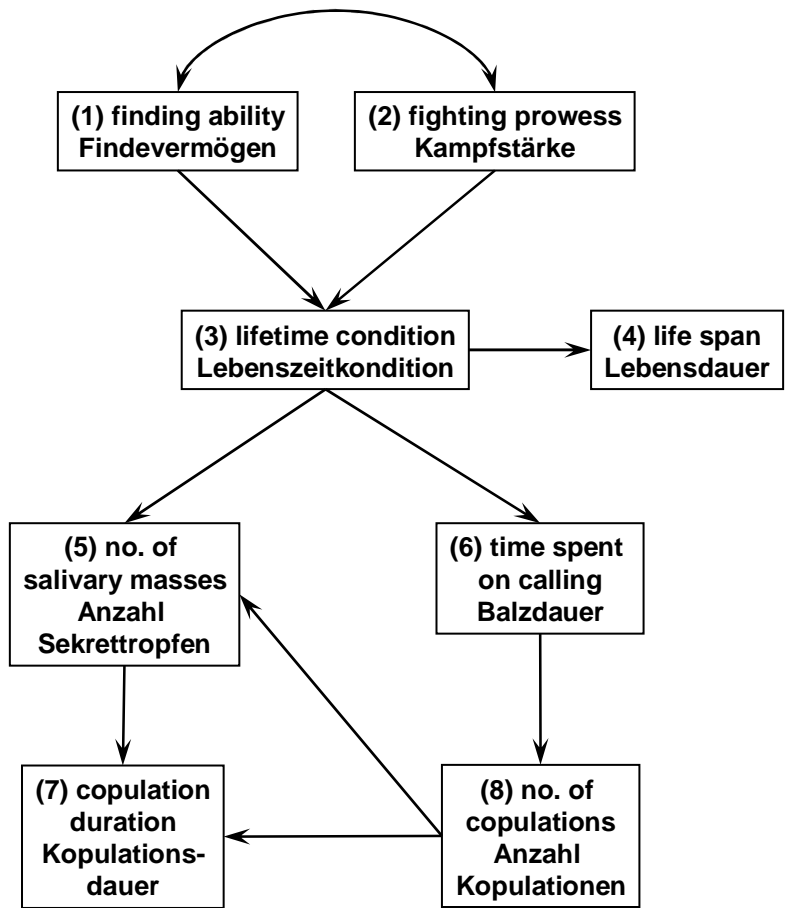 (1) finding ability
Findevermögen
(2) fighting prowess
Kampfstärke
(3) lifetime condition
Lebenszeitkondition
(4) life span
Lebensdauer
(5) no. of
salivary masses
Anzahl
Sekrettropfen
(6) time spent
on calling
Balzdauer
(7) copulation
duration
Kopulations-
dauer
(8) no. of
copulations
Anzahl
Kopulationen